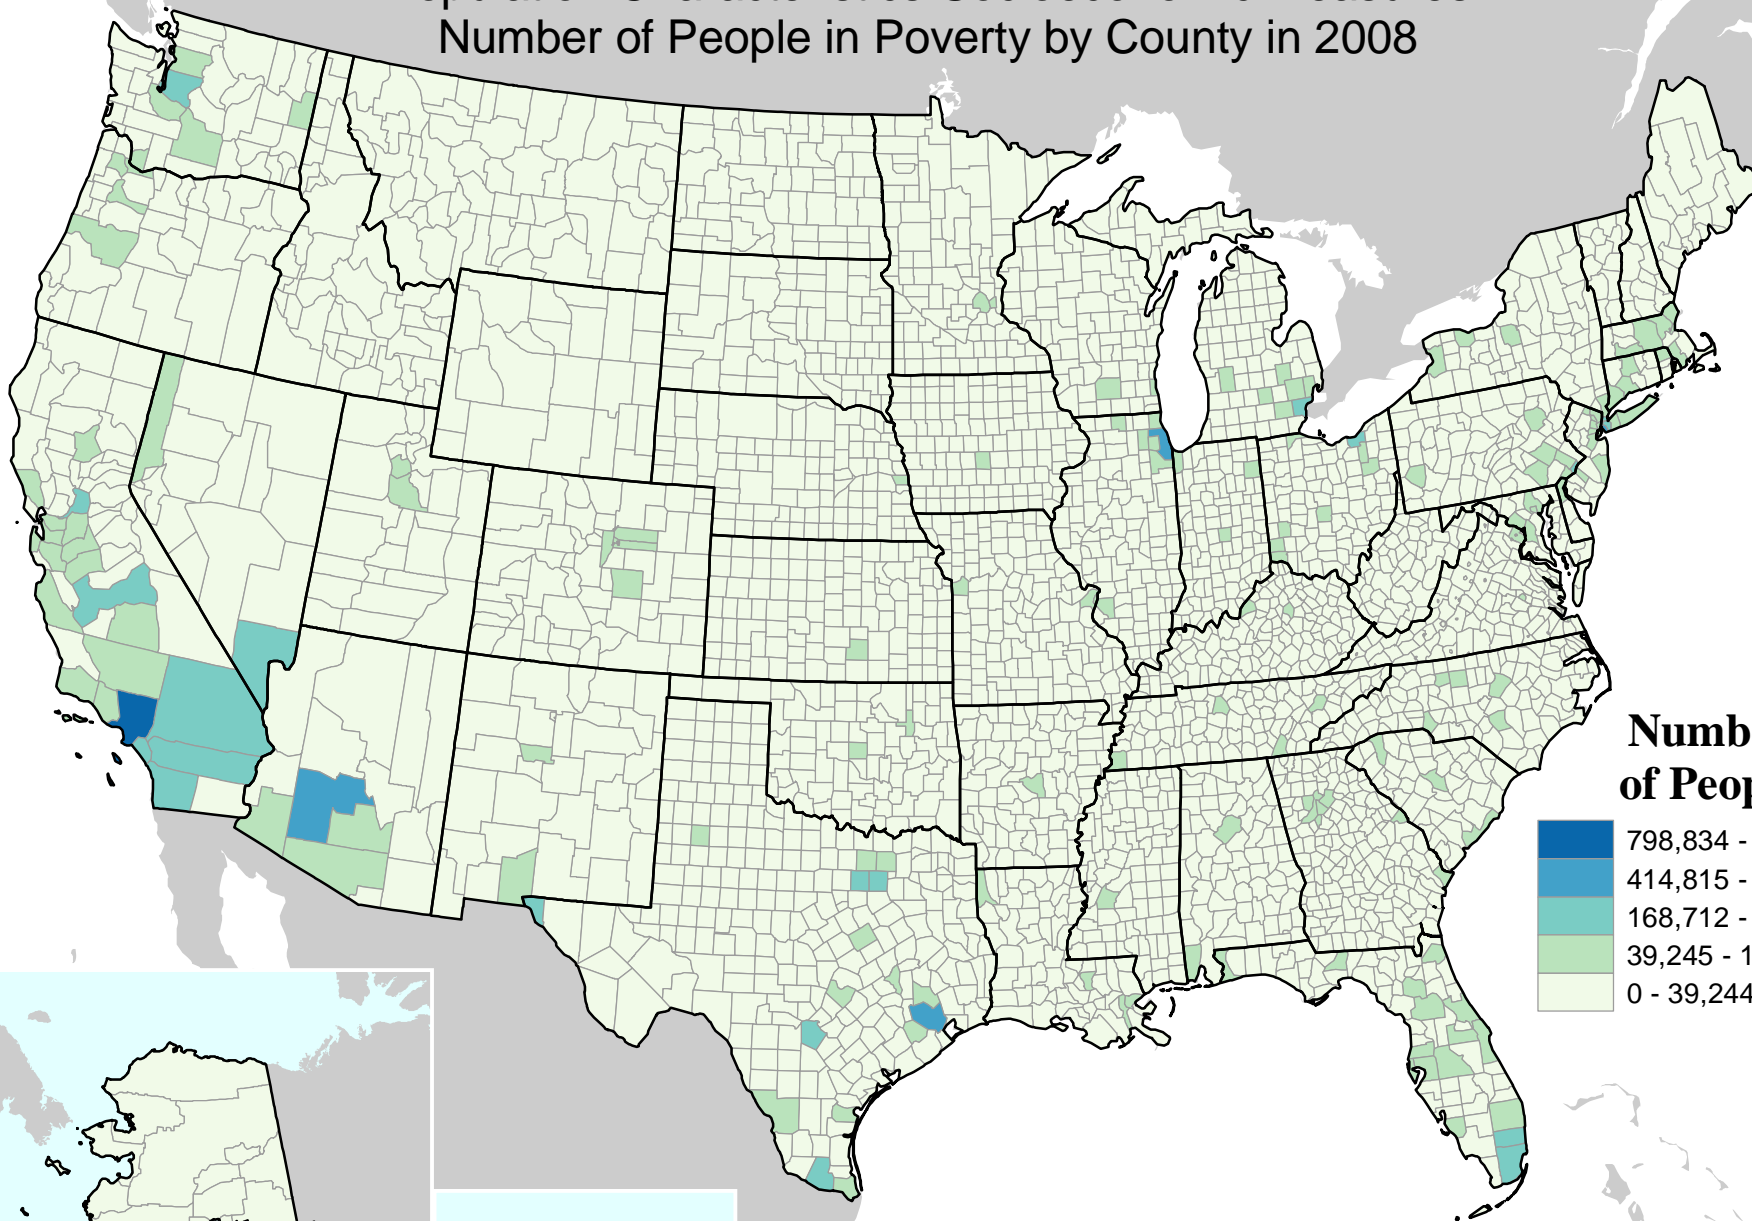 Number of People in Poverty by County in 2008
Numb
of Peop
798,834 -
414,815 -
168,712 -
39,245 - 1
0 - 39,244